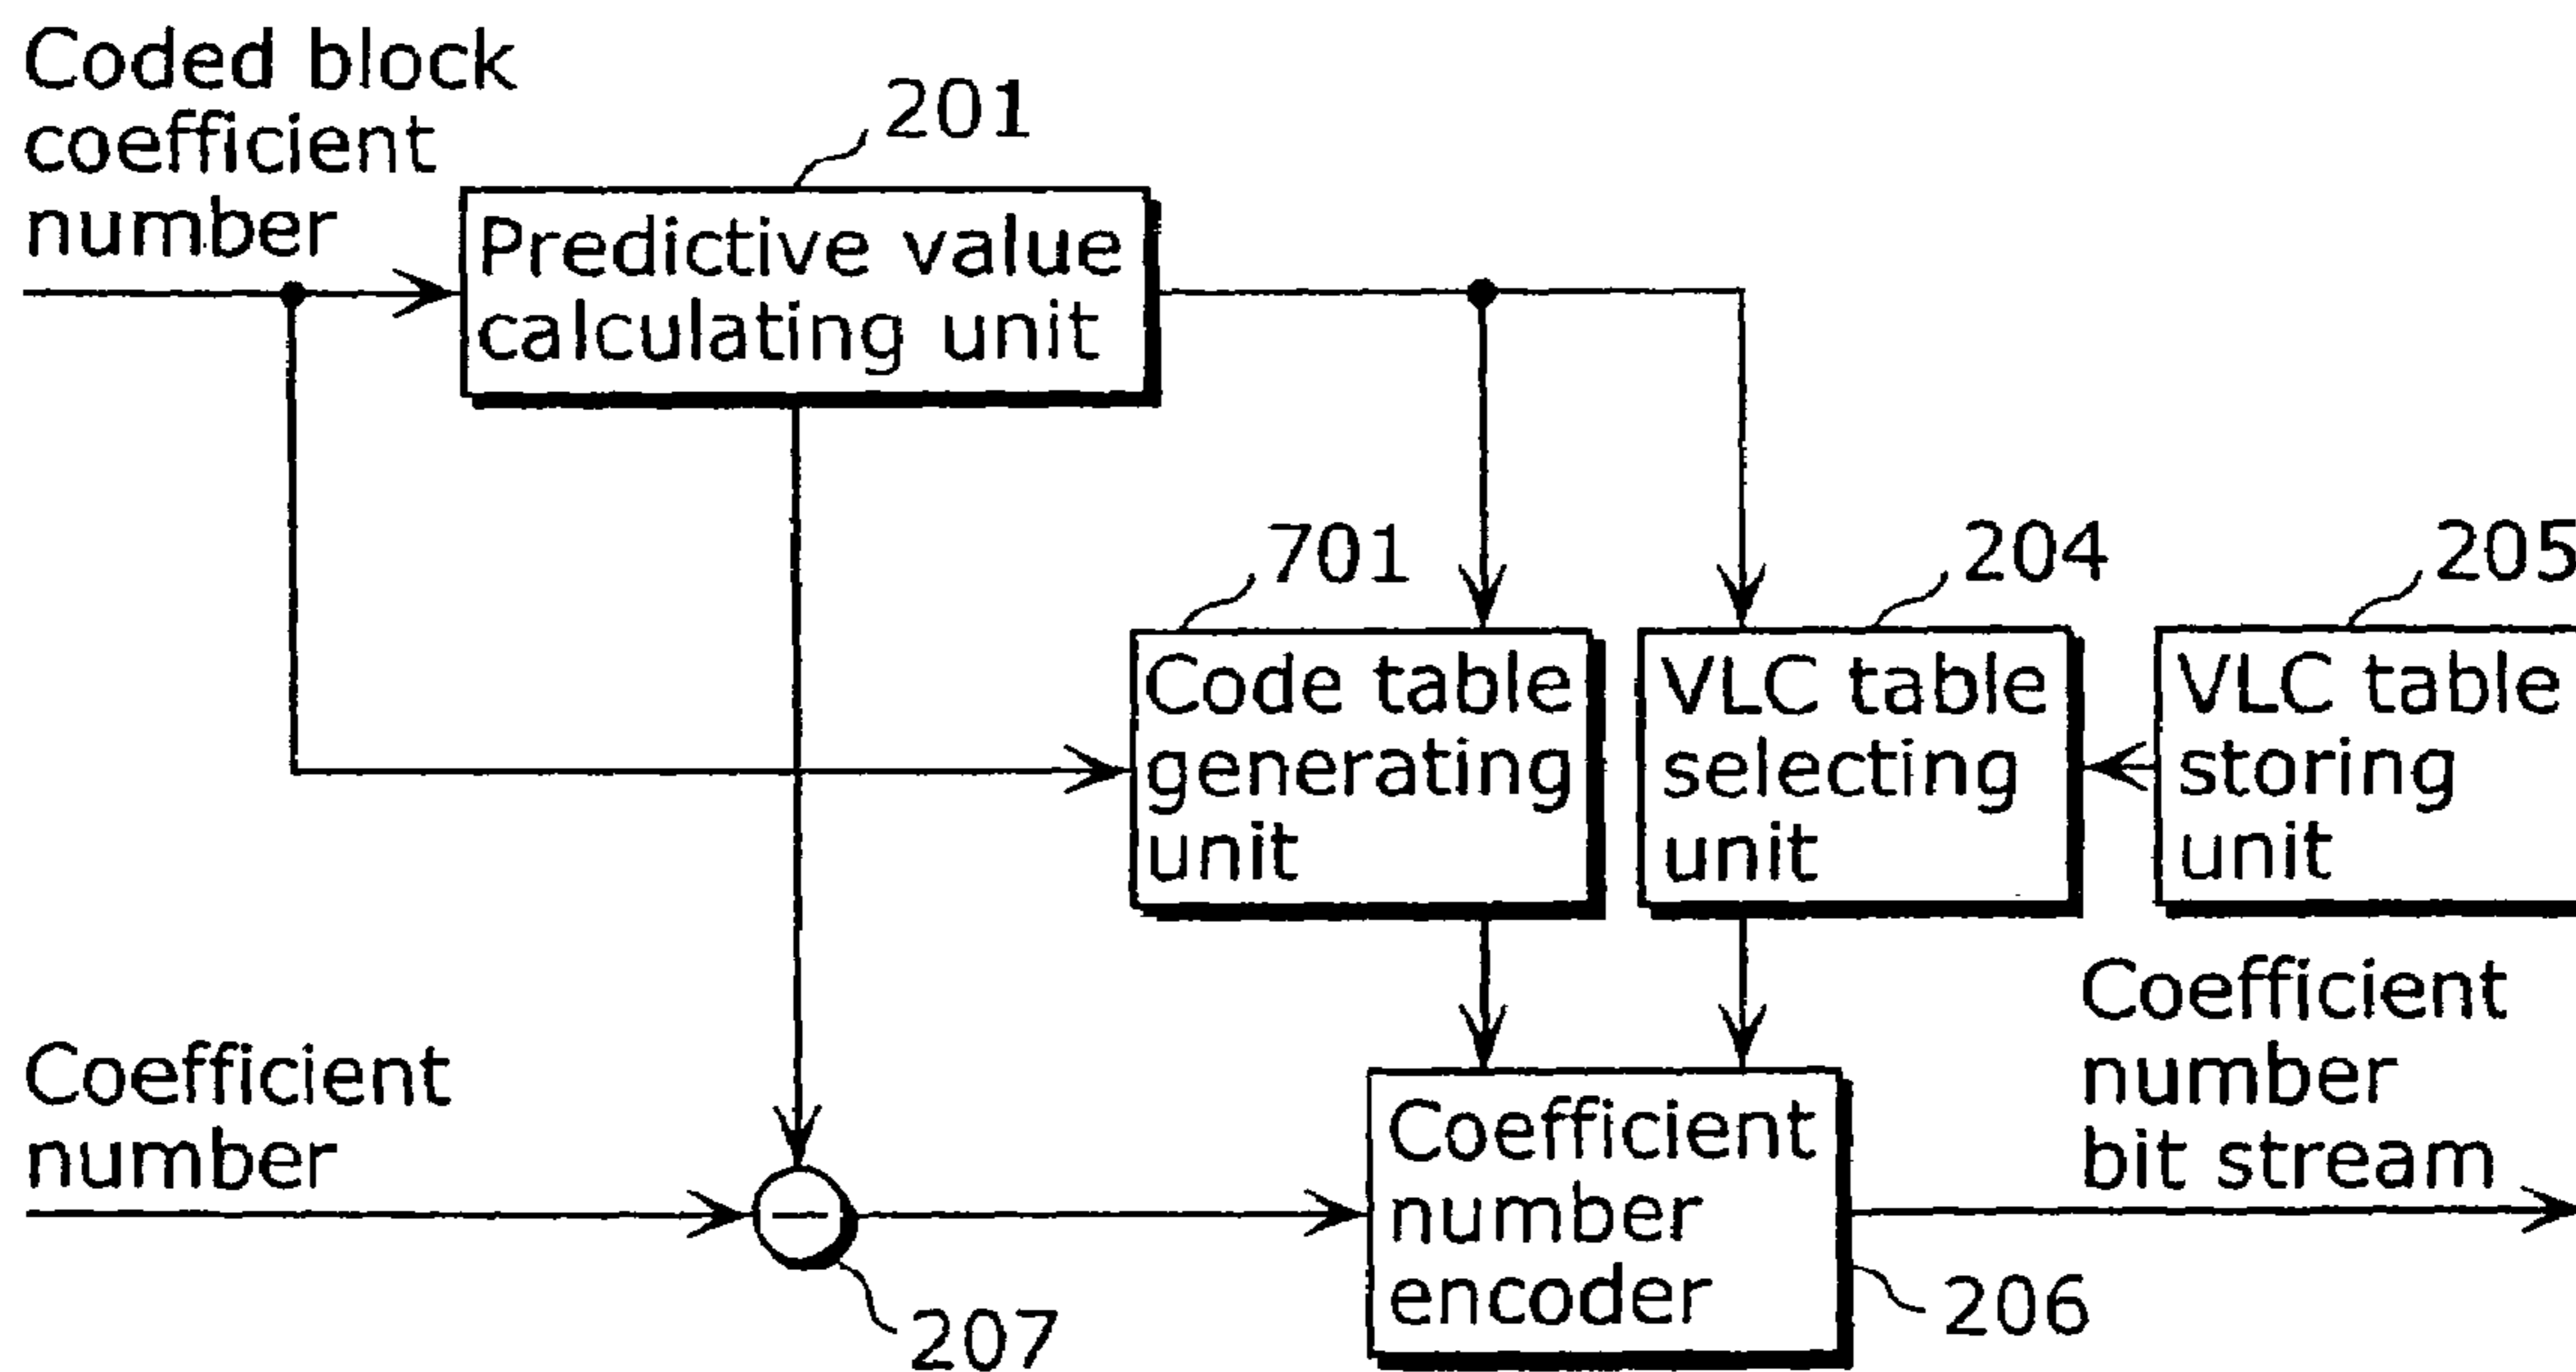 Coded block
coefficient
number
201
Predictive value
calculating unit
701
204
205
Code table
generating
unit
VLC table
selecting
unit
VLC table
storing
unit
Coefficient
number
Coefficient
number
encoder
Coefficient
number
bit stream
207
206